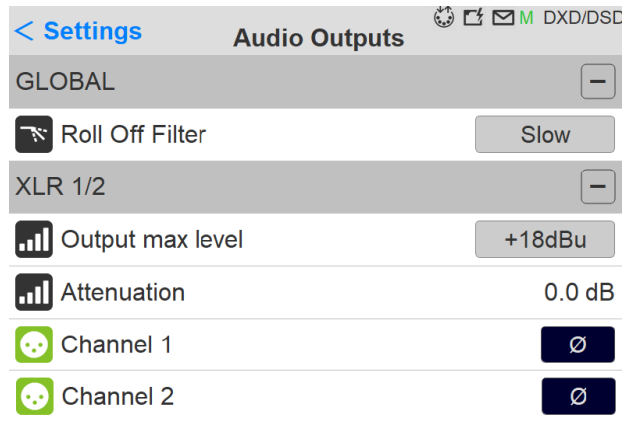 < Settings
Audio Outputs
M DXD/DSD
GLOBAL
Roll Off Filter
Slow
XLR 1/2
Output max level
+18dBu
Attenuation
0.0 dB
Channel 1
Ø
Channel 2
Ø